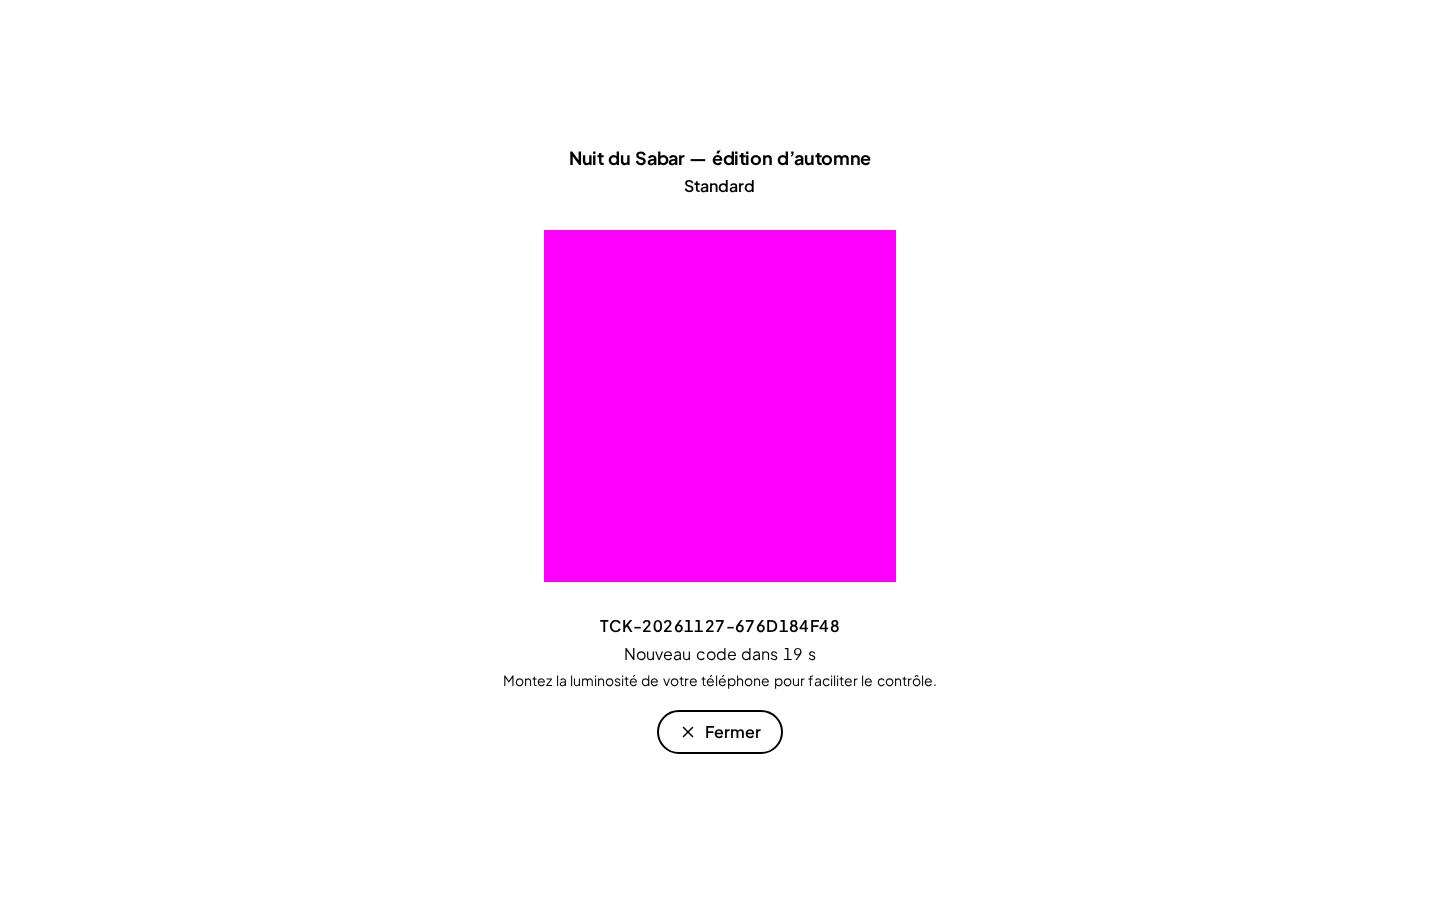 Nuit du Sabar — édition d’automne
Standard
TCK-20261127-676D184F48
Nouveau code dans 19 s
Montez la luminosité de votre téléphone pour faciliter le contrôle.
Fermer